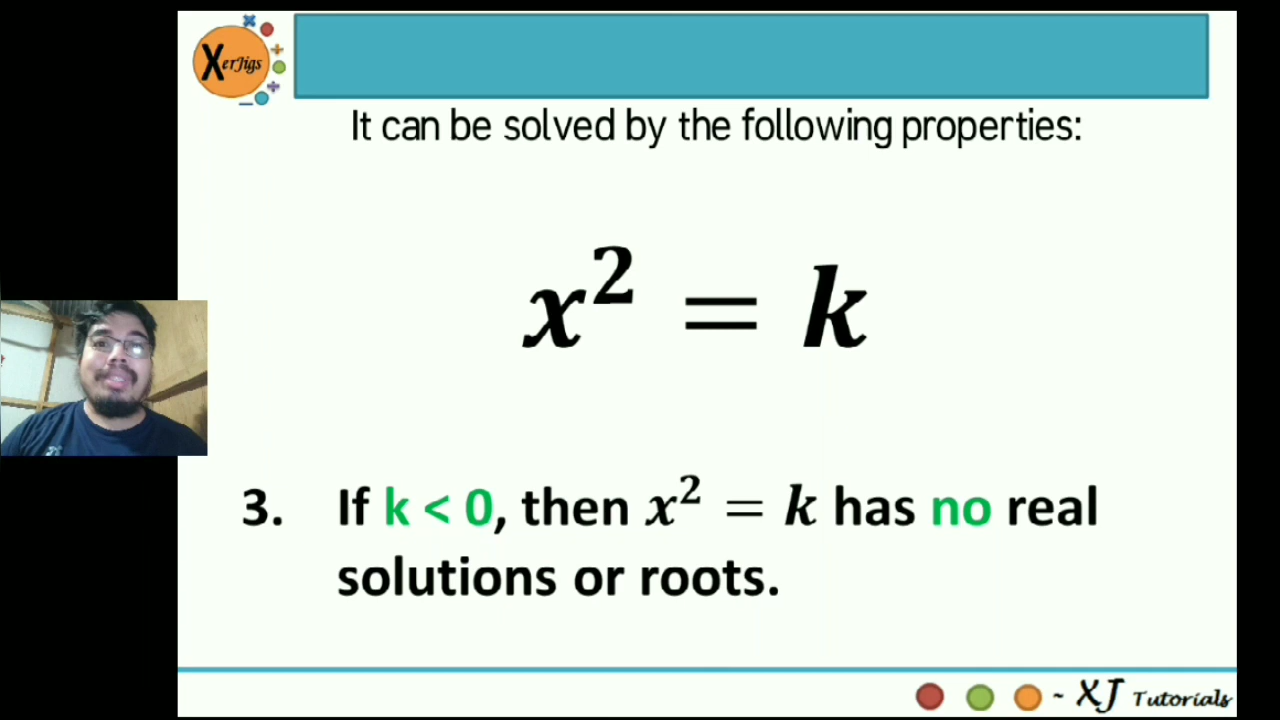 XerJigs
It can be solved by the following properties:
x² = k
3. If k < 0, then x² = k has no real
solutions or roots.
~ XJ Tutorials